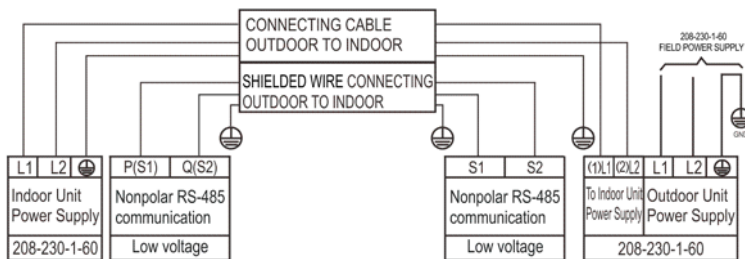 CONNECTING CABLE
OUTDOOR TO INDOOR
SHIELDED WIRE CONNECTING
OUTDOOR TO INDOOR
208-230-1-60
FIELD POWER SUPPLY
GND
L1 L2
Indoor Unit
Power Supply
208-230-1-60
P(S1) Q(S2)
Nonpolar RS-485
communication
Low voltage
S1 S2
Nonpolar RS-485
communication
Low voltage
(1)L1 (2)L2 L1 L2
To Indoor Unit
Power Supply
Outdoor Unit
Power Supply
208-230-1-60